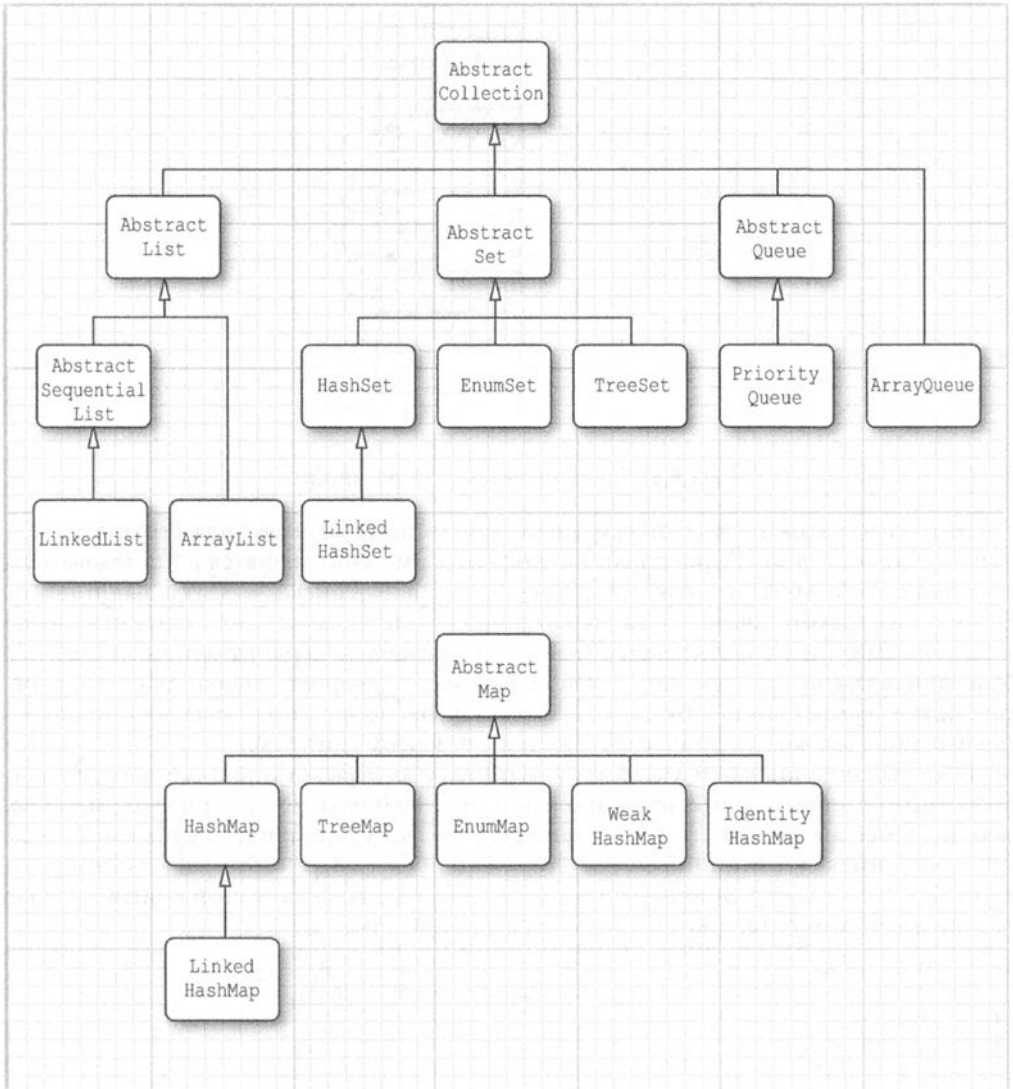 Abstract
Collection
Abstract
List
Abstract
Set
Abstract
Queue
Abstract
Sequential
List
HashSet
EnumSet
TreeSet
Priority
Queue
ArrayQueue
LinkedList
ArrayList
Linked
HashSet
Abstract
Map
HashMap
TreeMap
EnumMap
Weak
HashMap
Identity
HashMap
Linked
HashMap